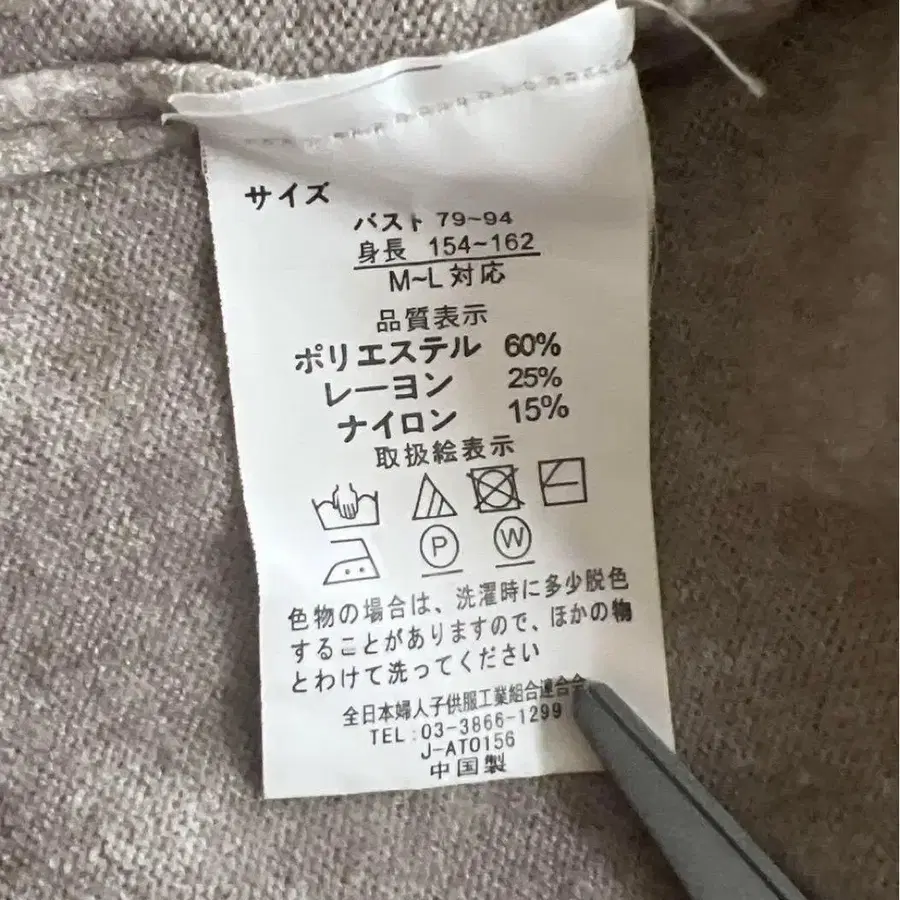 サイズ
バスト 79~94
身長 154~162
M~L対応
品質表示
ポリエステル 60%
レーヨン 25%
ナイロン 15%
取扱絵表示
P W
色物の場合は、洗濯時に多少脱色
することがありますので、ほかの物
とわけて洗ってください
全日本婦人子供服工業組合連合会
TEL:03-3866-1299
J-AT0156
中国製